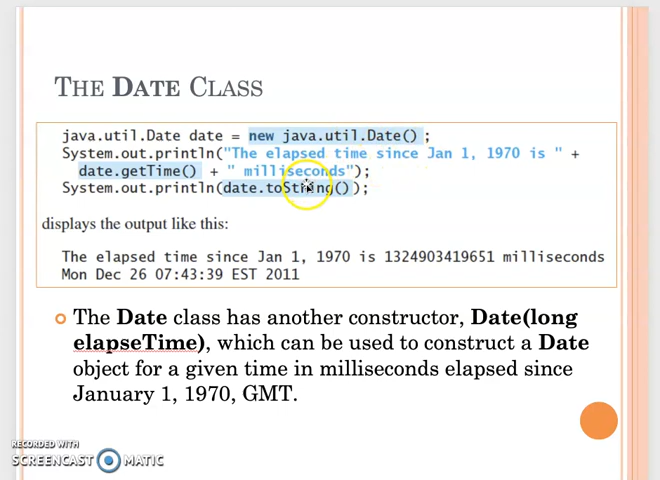 THE DATE CLASS
java.util.Date date = new java.util.Date();
System.out.println("The elapsed time since Jan 1, 1970 is " +
date.getTime() + " milliseconds");
System.out.println(date.toString());
displays the output like this:
The elapsed time since Jan 1, 1970 is 1324903419651 milliseconds
Mon Dec 26 07:43:39 EST 2011
The Date class has another constructor, Date(long
elapseTime), which can be used to construct a Date
object for a given time in milliseconds elapsed since
January 1, 1970, GMT.
RECORDED WITH
SCREENCAST MATIC